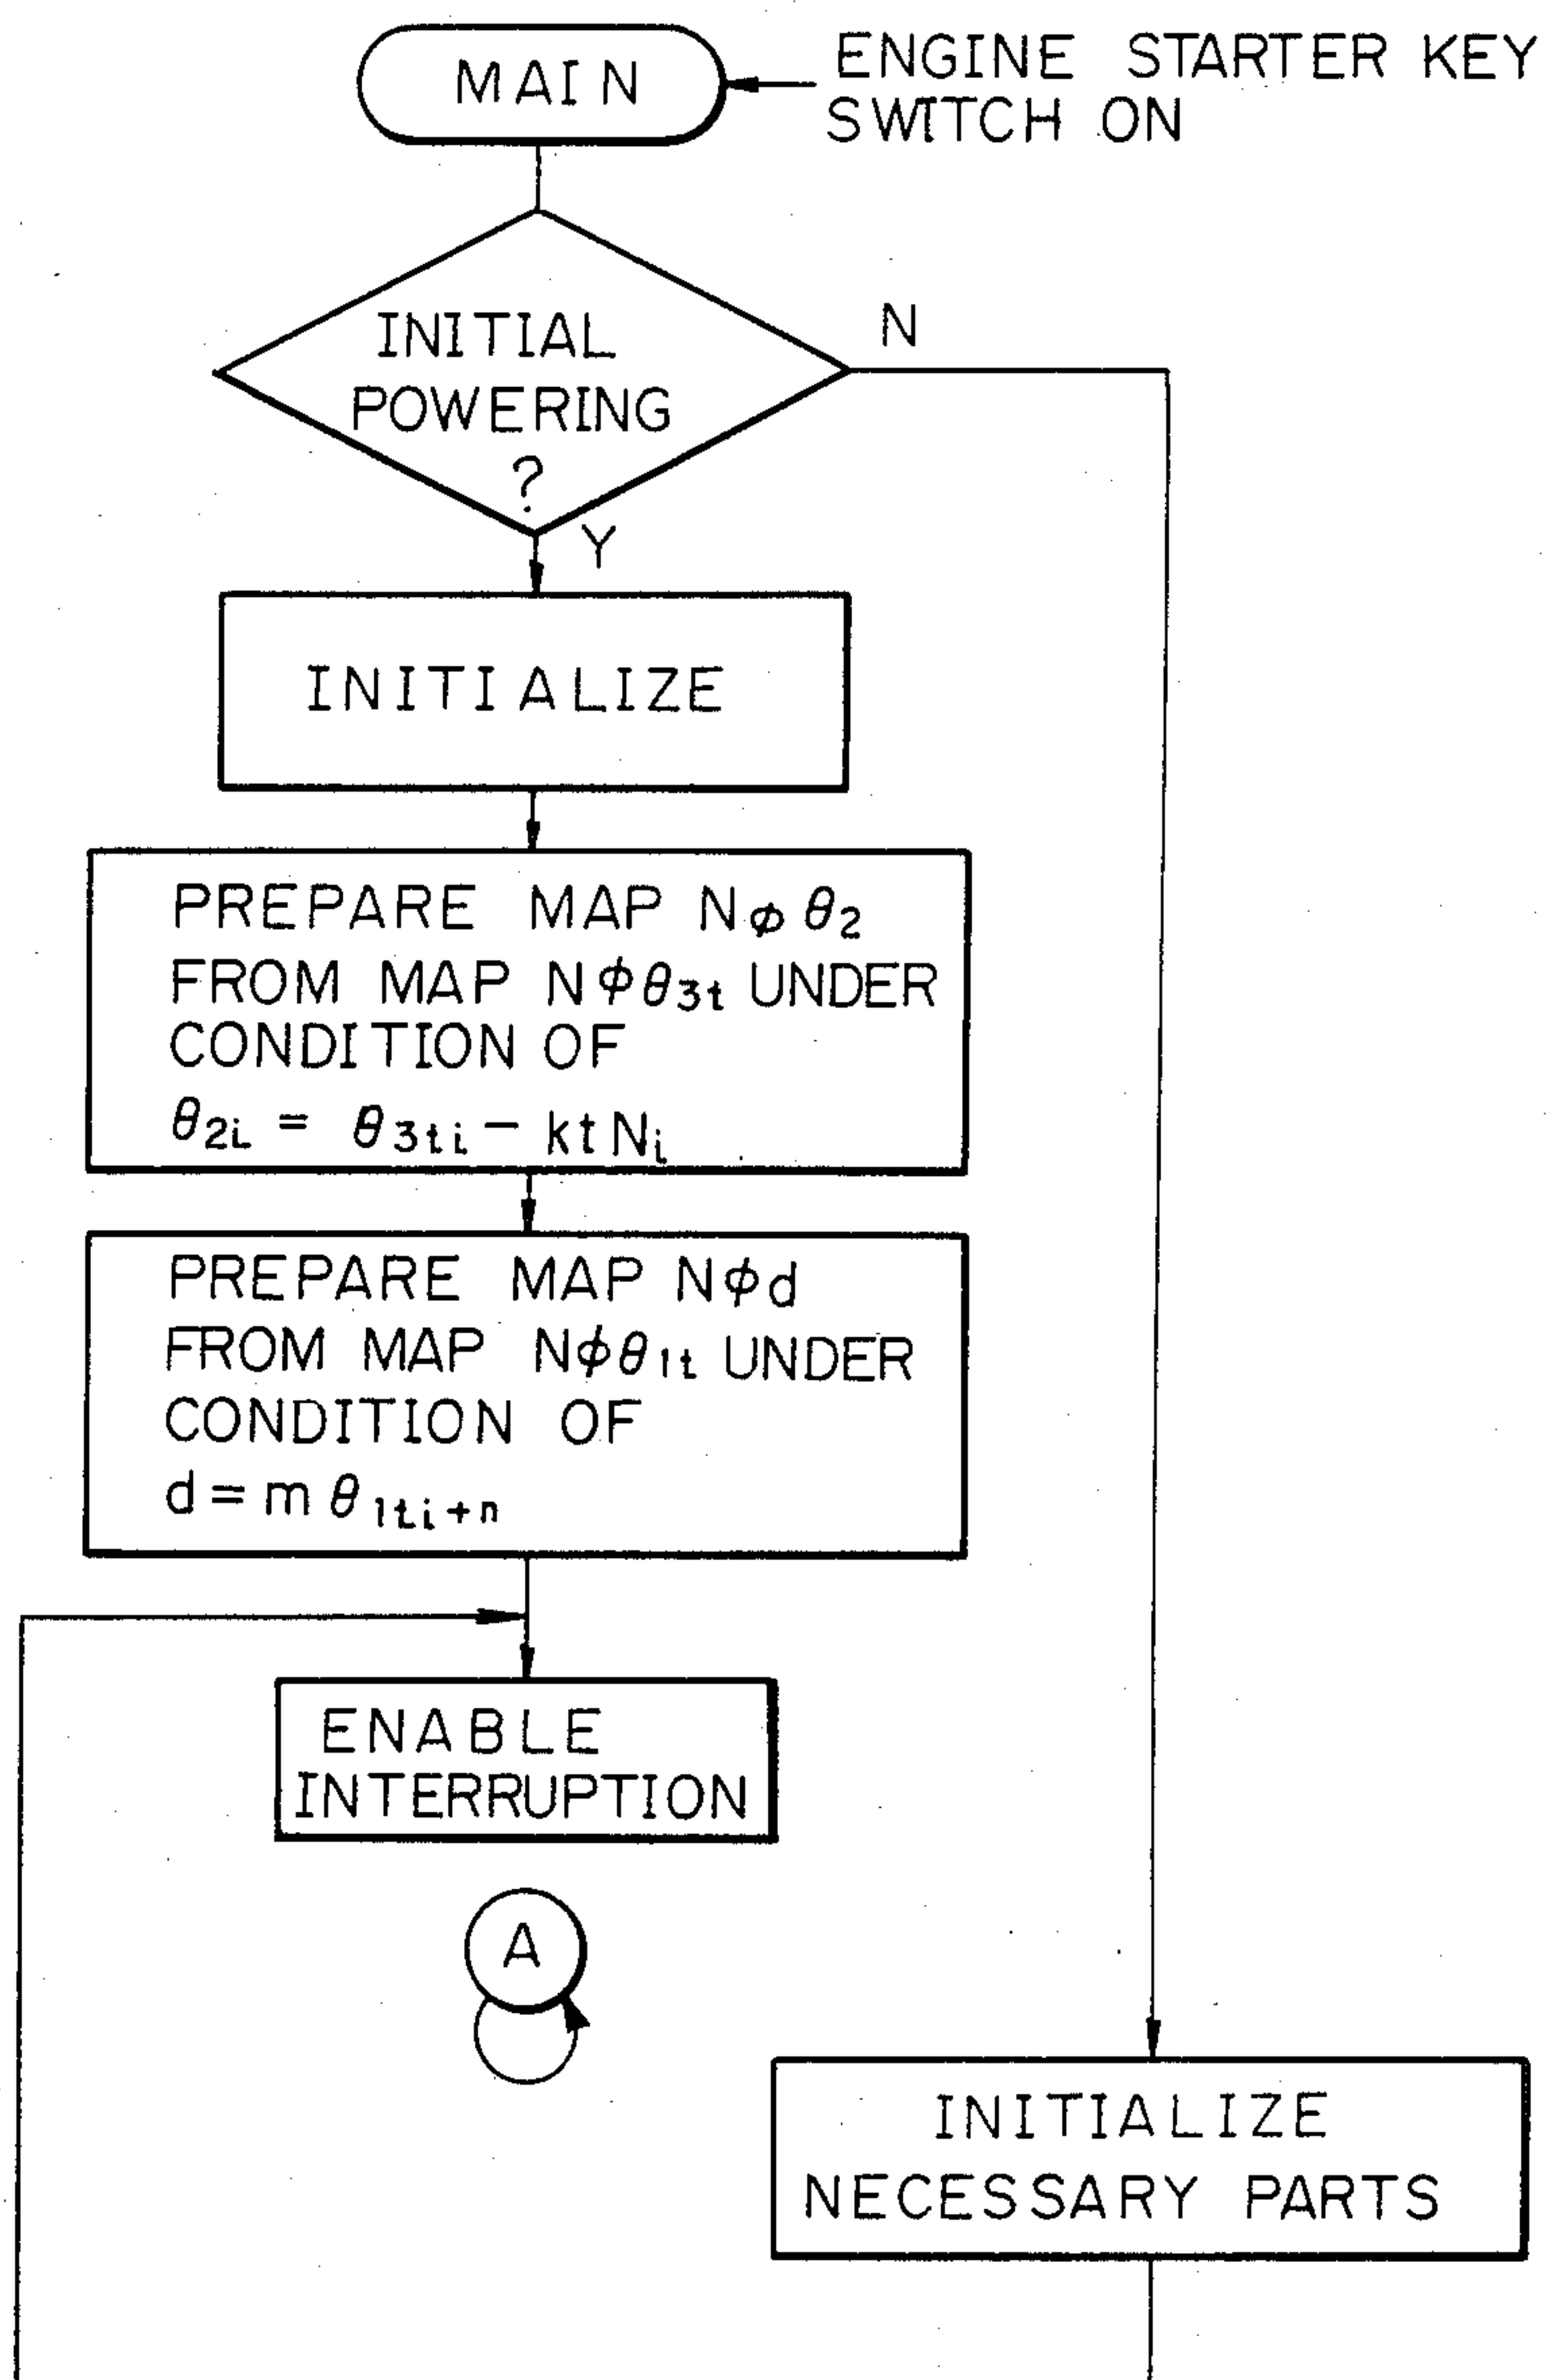 MAIN
ENGINE STARTER KEY
SWITCH ON
INITIAL
POWERING
?
N
Y
INITIALIZE
PREPARE MAP Nϕθ₂
FROM MAP Nϕθ₃ₜ UNDER
CONDITION OF
θ₂ᵢ = θ₃ₜᵢ − ktNᵢ
PREPARE MAP Nϕd
FROM MAP Nϕθ₁ₜ UNDER
CONDITION OF
d = m θ₁ₜᵢ₊ₙ
ENABLE
INTERRUPTION
A
INITIALIZE
NECESSARY PARTS